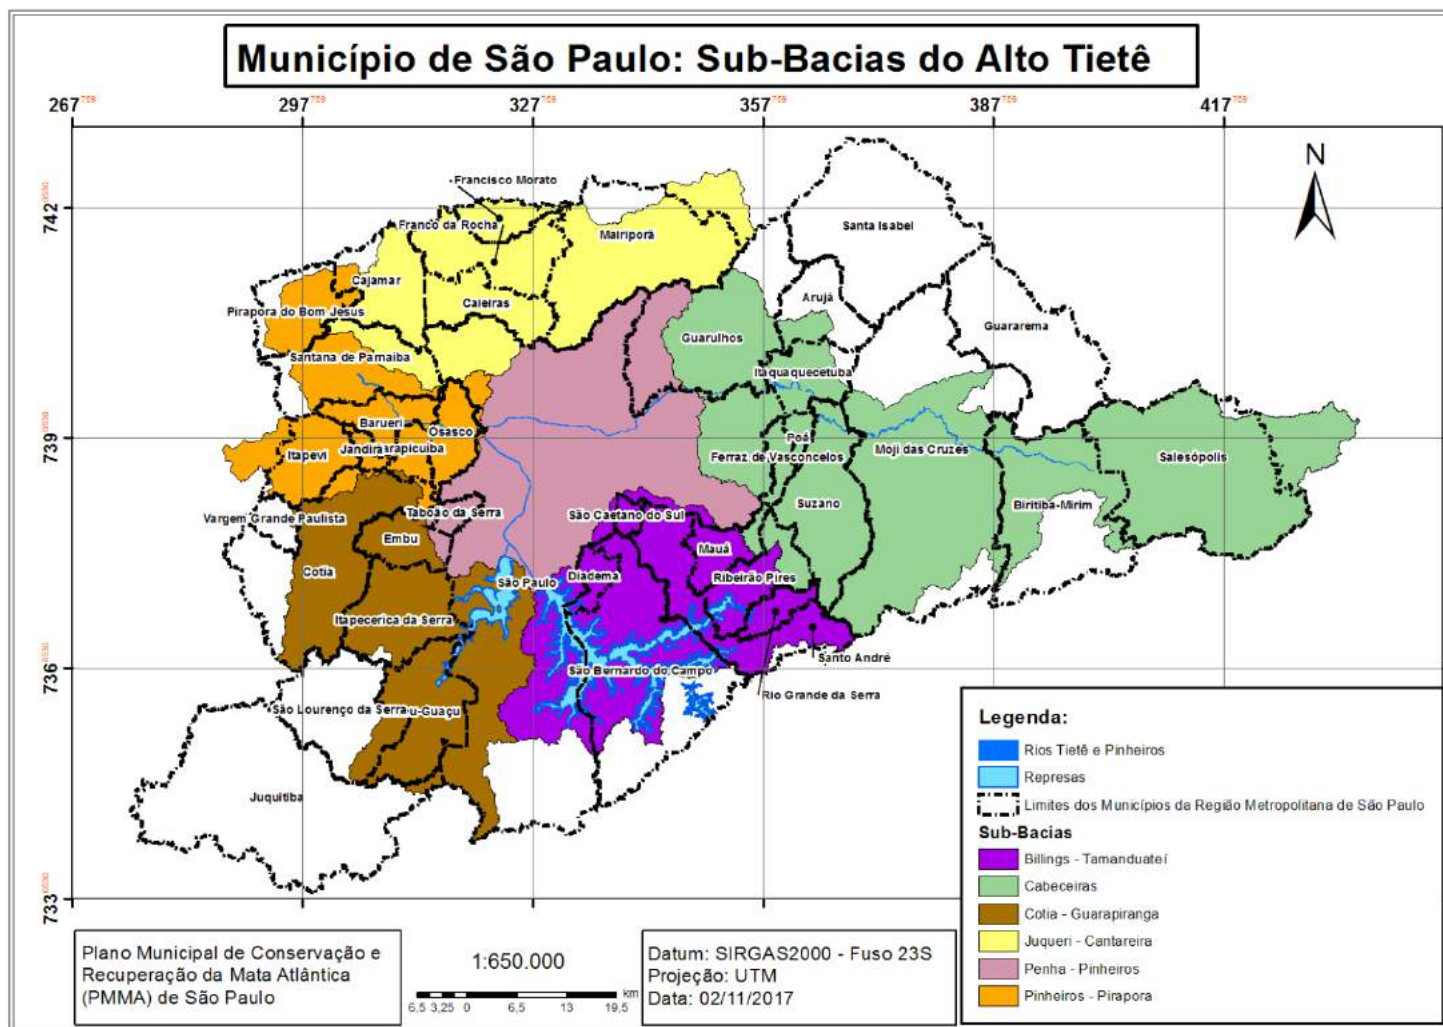 Município de São Paulo: Sub-Bacias do Alto Tietê
267 297 327 357 387 417
N
742
739
736
733
Francisco Morato
Franco da Rocha
Mairiporã
Santa Isabel
Cajamar
Caieiras
Arujá
Pirapora do Bom Jesus
Guararema
Guarulhos
Santana de Parnaíba
Itaquaquecetuba
Barueri
Osasco
Poá
Itapevi
Jandira
arapicuíba
Ferraz de Vasconcelos
Moji das Cruzes
Salesópolis
Suzano
Biritiba-Mirim
Vargem Grande Paulista
Taboão da Serra
São Caetano do Sul
Embu
Mauá
Cotia
São Paulo
Diadema
Ribeirão Pires
Itapecerica da Serra
Santo André
São Bernardo do Campo
Rio Grande da Serra
São Lourenço da Serra
u-Guaçu
Juquitiba
Legenda:
Rios Tietê e Pinheiros
Represas
Limites dos Municípios da Região Metropolitana de São Paulo
Sub-Bacias
Billings - Tamanduateí
Cabeceiras
Cotia - Guarapiranga
Juqueri - Cantareira
Penha - Pinheiros
Pinheiros - Pirapora
Plano Municipal de Conservação e
Recuperação da Mata Atlântica
(PMMA) de São Paulo
1:650.000
km
6,5 3,25 0 6,5 13 19,5
Datum: SIRGAS2000 - Fuso 23S
Projeção: UTM
Data: 02/11/2017